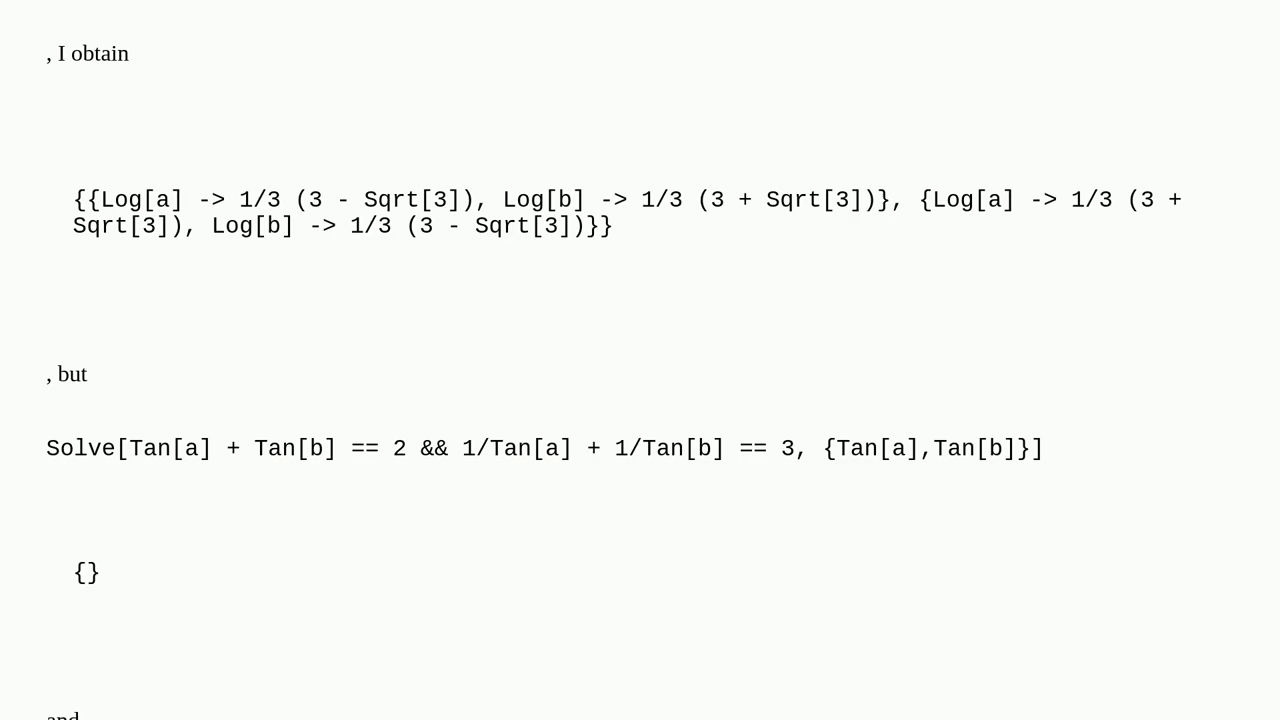 , I obtain
{{Log[a] -> 1/3 (3 - Sqrt[3]), Log[b] -> 1/3 (3 + Sqrt[3])}, {Log[a] -> 1/3 (3 +
Sqrt[3]), Log[b] -> 1/3 (3 - Sqrt[3])}}
, but
Solve[Tan[a] + Tan[b] == 2 && 1/Tan[a] + 1/Tan[b] == 3, {Tan[a],Tan[b]}]
{}
and